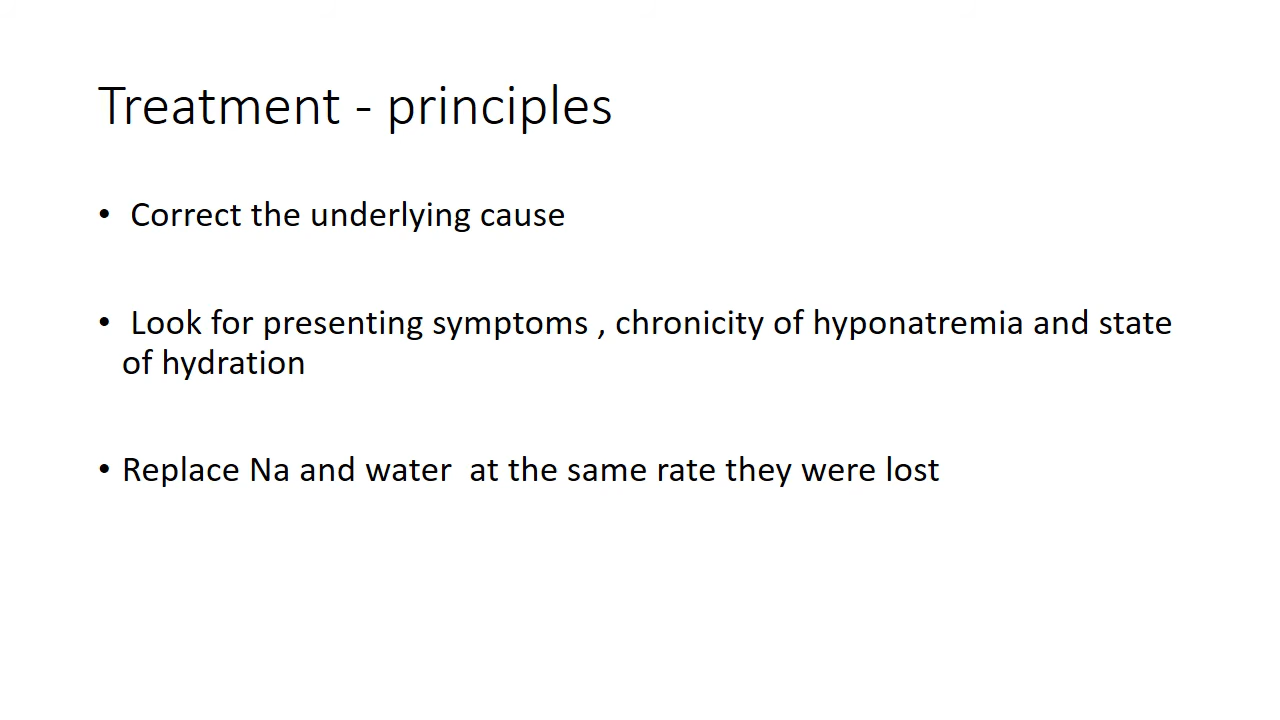 Treatment - principles
• Correct the underlying cause
• Look for presenting symptoms , chronicity of hyponatremia and state
of hydration
• Replace Na and water  at the same rate they were lost